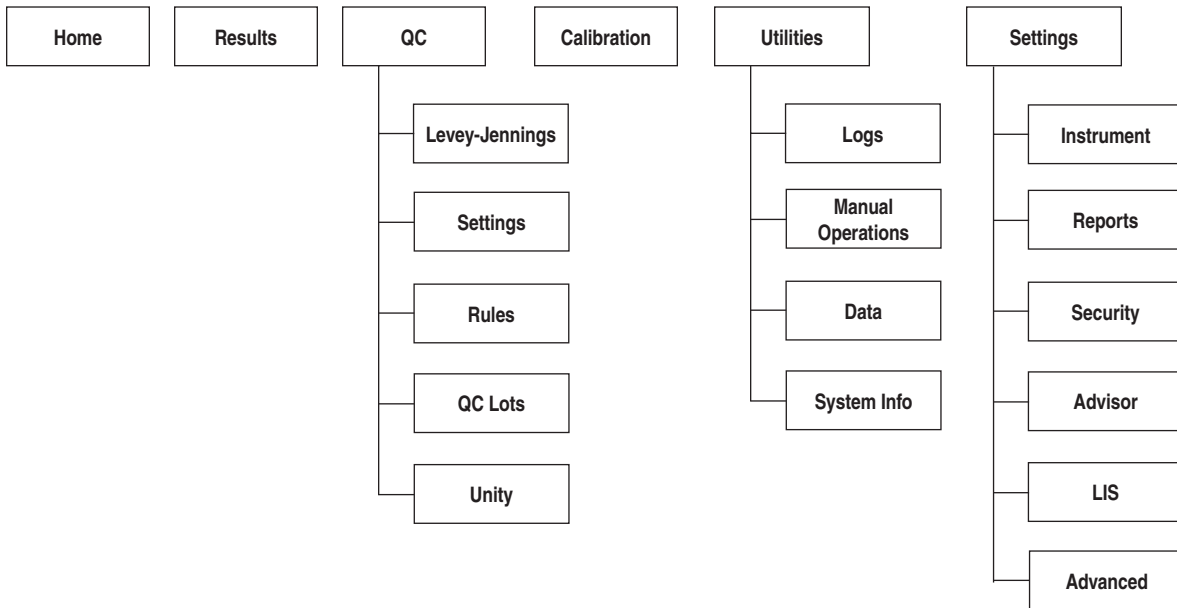 Home
Results
QC
Calibration
Utilities
Settings
Levey-Jennings
Settings
Rules
QC Lots
Unity
Logs
Manual
Operations
Data
System Info
Instrument
Reports
Security
Advisor
LIS
Advanced